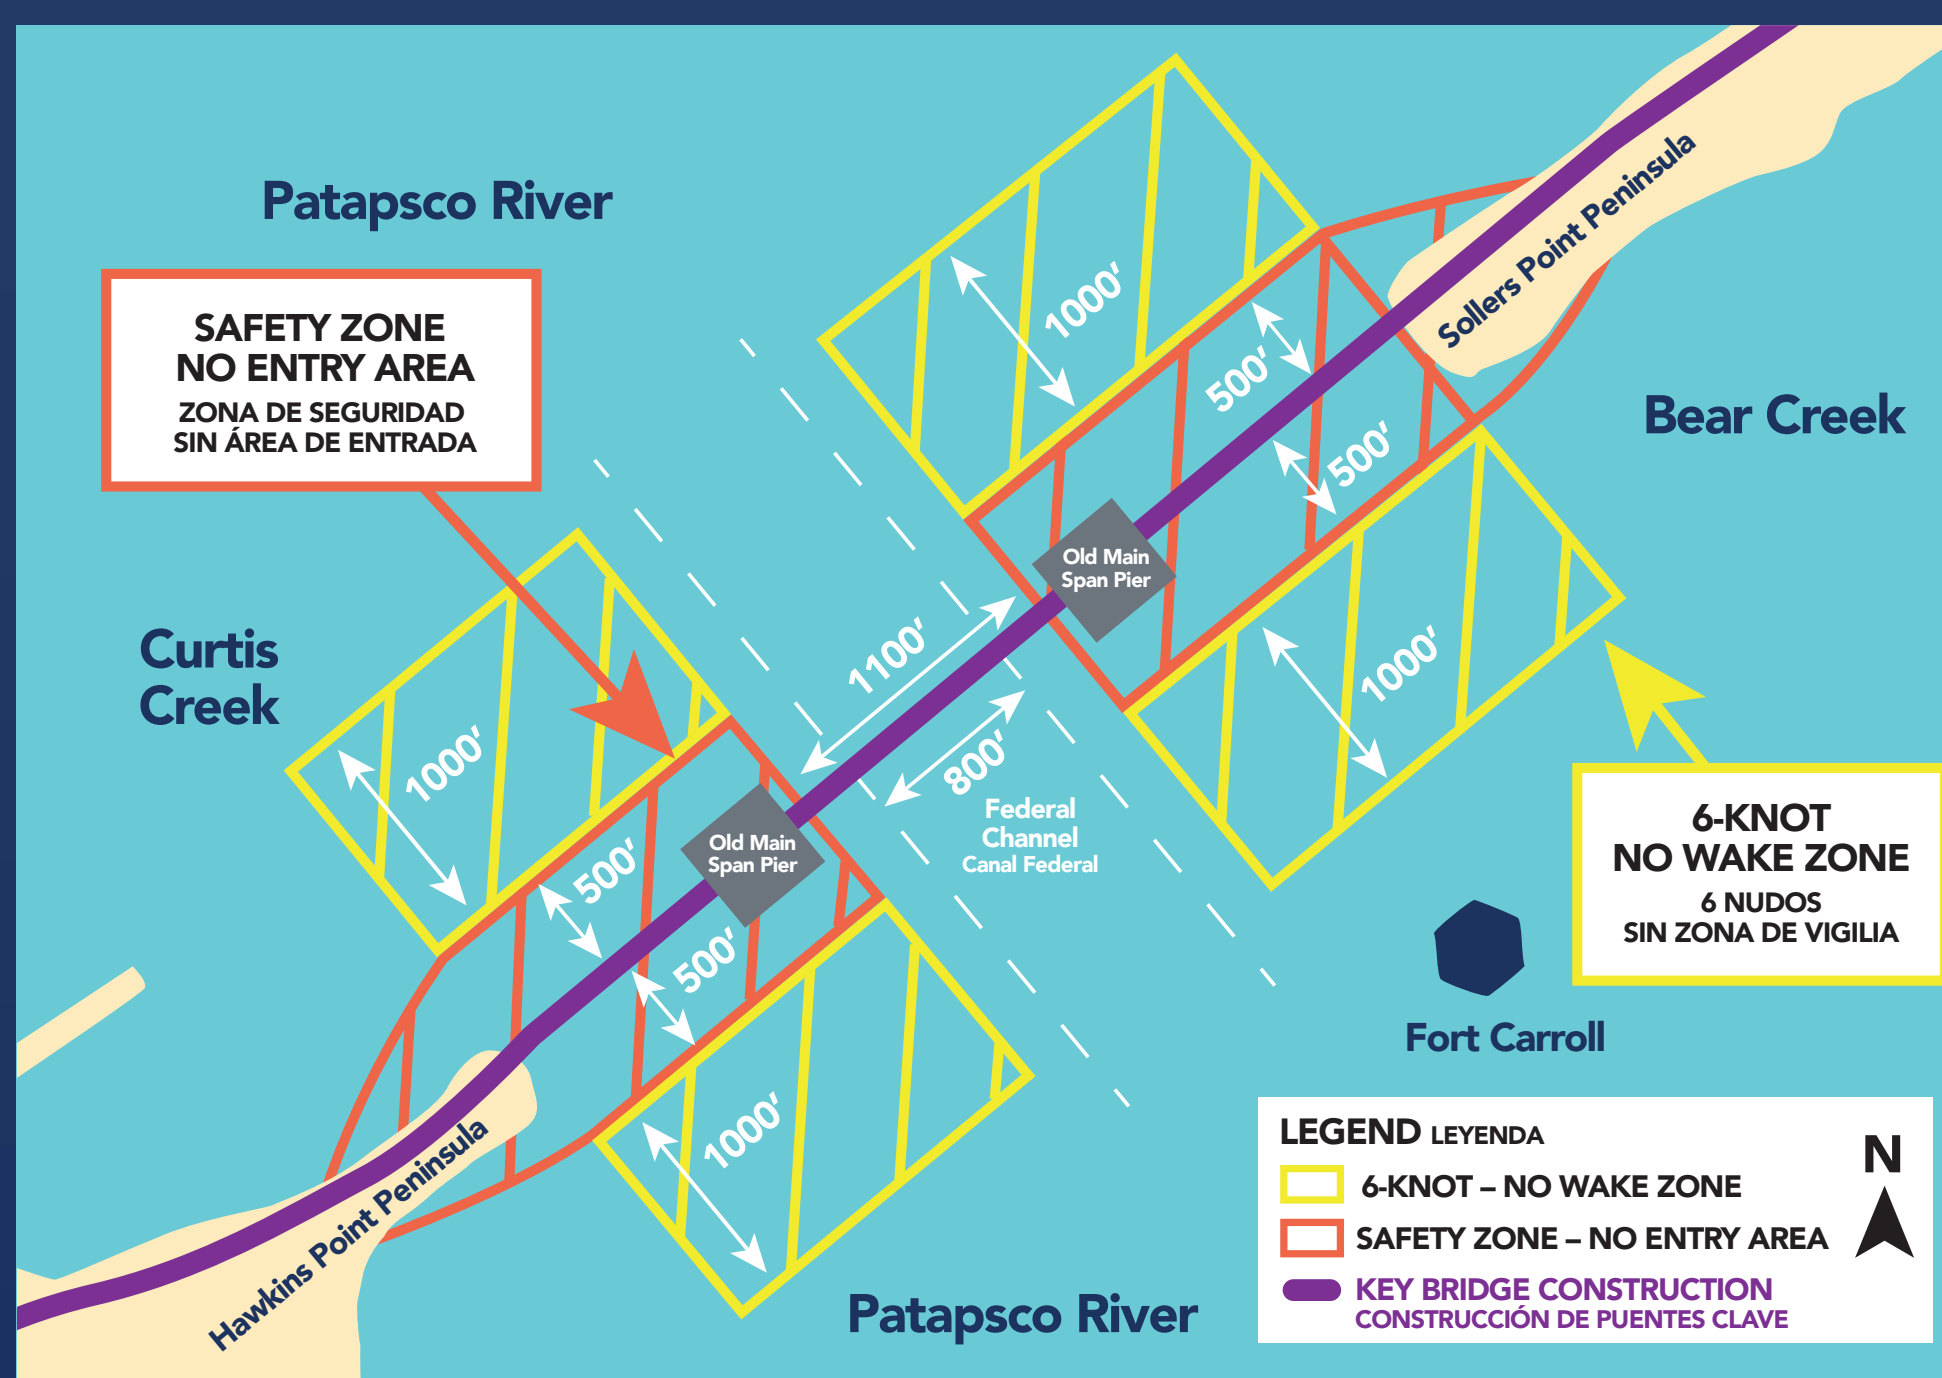 Patapsco River
SAFETY ZONE
NO ENTRY AREA
ZONA DE SEGURIDAD
SIN ÁREA DE ENTRADA
1000′
500′
500′
Sollers Point Peninsula
Bear Creek
Old Main
Span Pier
1000′
1100′
800′
Federal
Channel
Canal Federal
Curtis
Creek
1000′
Old Main
Span Pier
500′
500′
1000′
Hawkins Point Peninsula
Patapsco River
6-KNOT
NO WAKE ZONE
6 NUDOS
SIN ZONA DE VIGILIA
Fort Carroll
LEGEND LEYENDA
6-KNOT – NO WAKE ZONE
SAFETY ZONE – NO ENTRY AREA
KEY BRIDGE CONSTRUCTION
CONSTRUCCIÓN DE PUENTES CLAVE
N